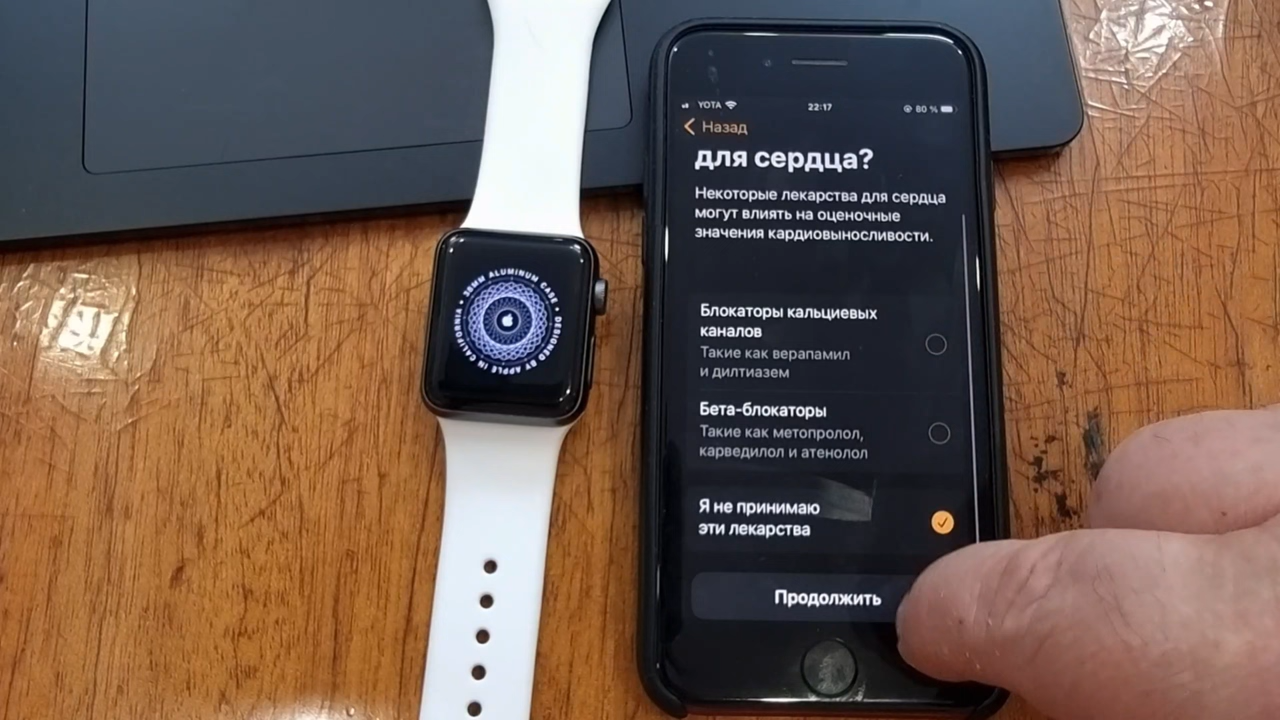 YOTA 22:17 80 %
Назад
для сердца?
Некоторые лекарства для сердца
могут влиять на оценочные
значения кардиовыносливости.
Блокаторы кальциевых
каналов
Такие как верапамил
и дилтиазем
Бета-блокаторы
Такие как метопролол,
карведилол и атенолол
Я не принимаю
эти лекарства
Продолжить
38MM ALUMINUM CASE • DESIGNED BY APPLE IN CALIFORNIA •